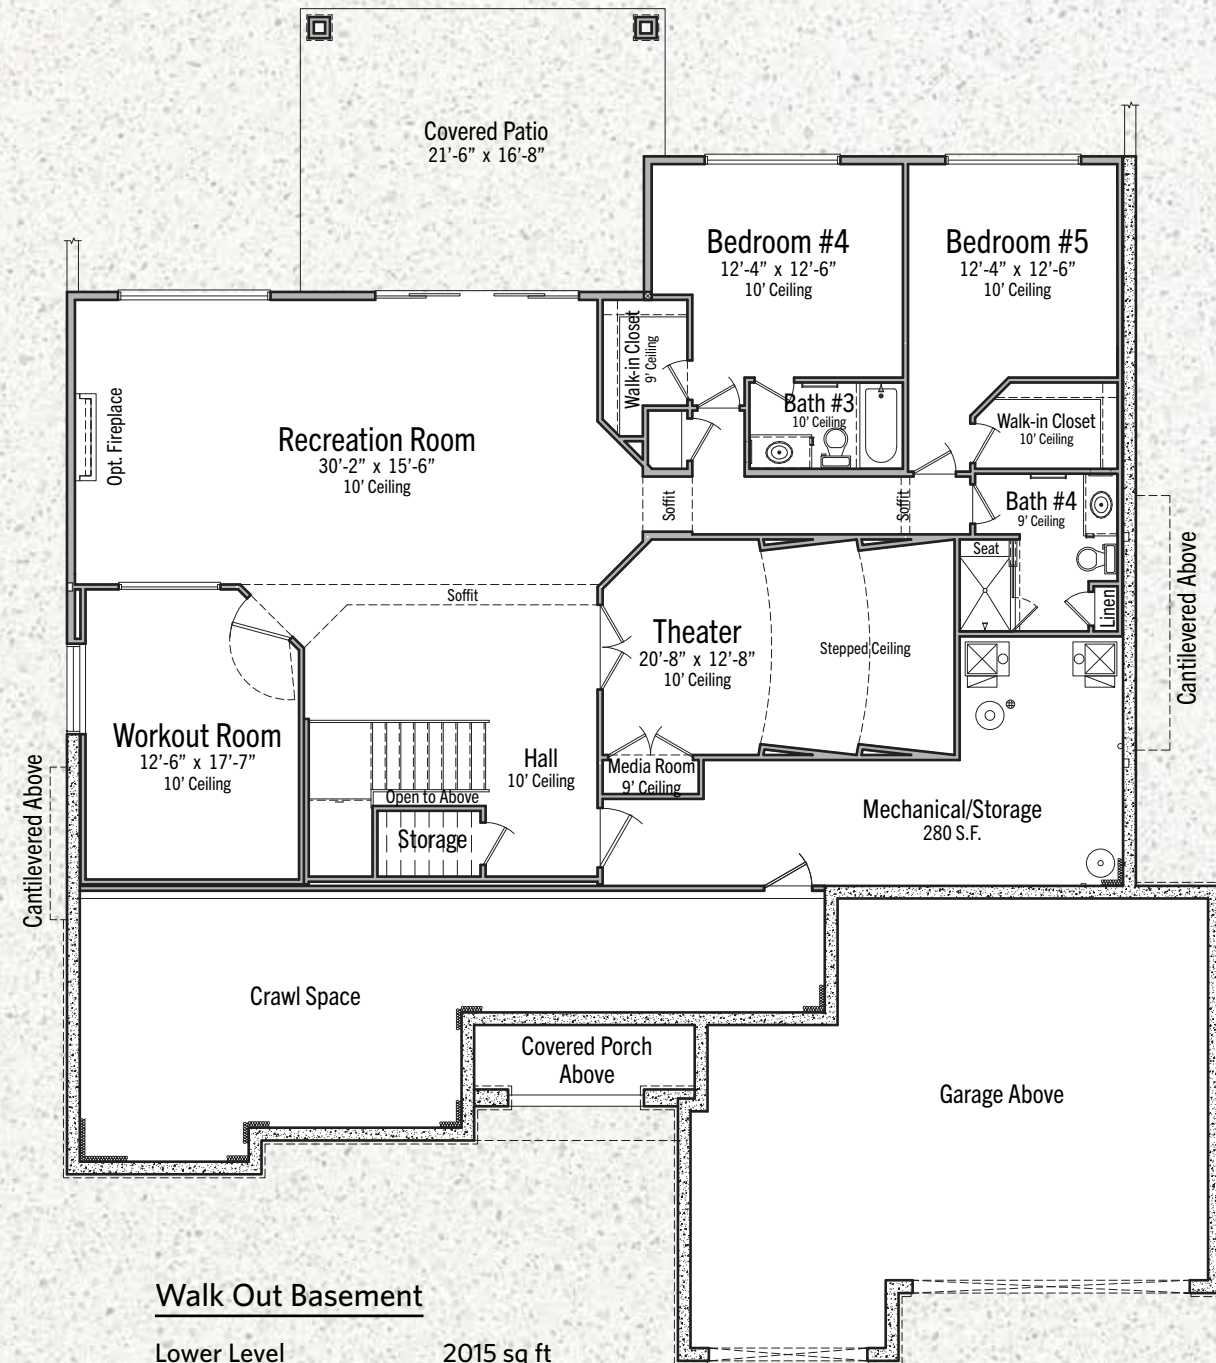 Covered Patio
21'-6” x 16'-8”
Bedroom #4
12'-4” x 12'-6”
10' Ceiling
Bedroom #5
12'-4” x 12'-6”
10' Ceiling
Walk-in Closet
9' Ceiling
Opt. Fireplace
Recreation Room
30'-2” x 15'-6”
10' Ceiling
Bath #3
10' Ceiling
Walk-in Closet
10' Ceiling
Soffit
Soffit
Bath #4
9' Ceiling
Seat
Linen
Cantilevered Above
Soffit
Theater
20'-8” x 12'-8”
10' Ceiling
Stepped Ceiling
Workout Room
12'-6” x 17'-7”
10' Ceiling
Hall
10' Ceiling
Media Room
9' Ceiling
Open to Above
Storage
Mechanical/Storage
280 S.F.
Cantilevered Above
Crawl Space
Covered Porch
Above
Garage Above
Walk Out Basement
Lower Level 2015 sq ft